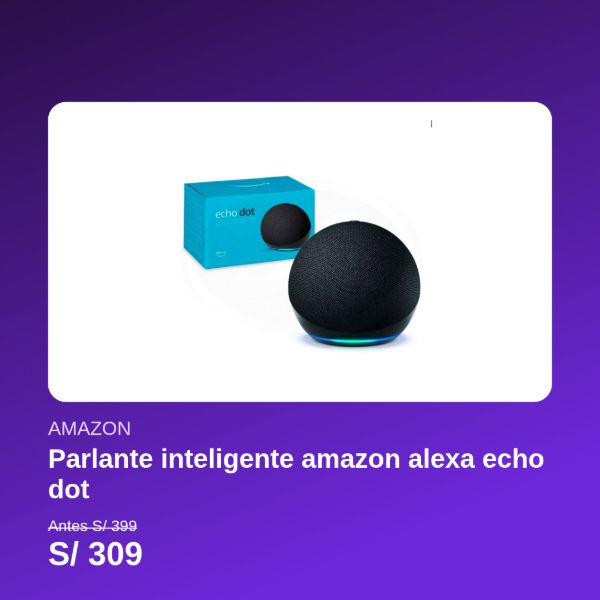 echo dot
AMAZON
Parlante inteligente amazon alexa echo
dot
Antes S/ 399
S/ 309